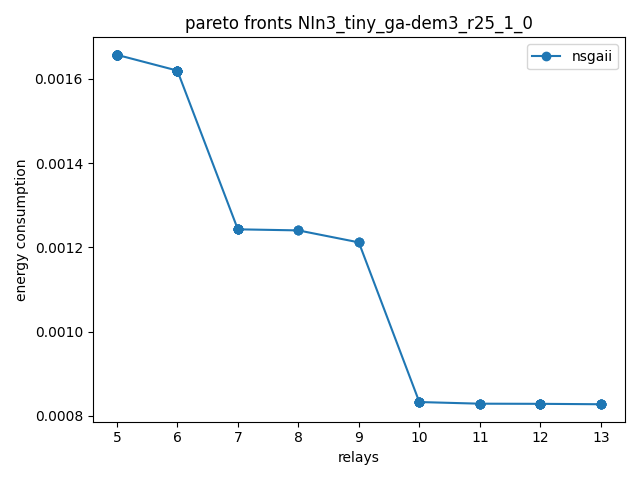 pareto fronts NIn3_tiny_ga-dem3_r25_1_0
nsgaii
energy consumption
0.0016
0.0014
0.0012
0.0010
0.0008
5 6 7 8 9 10 11 12 13
relays